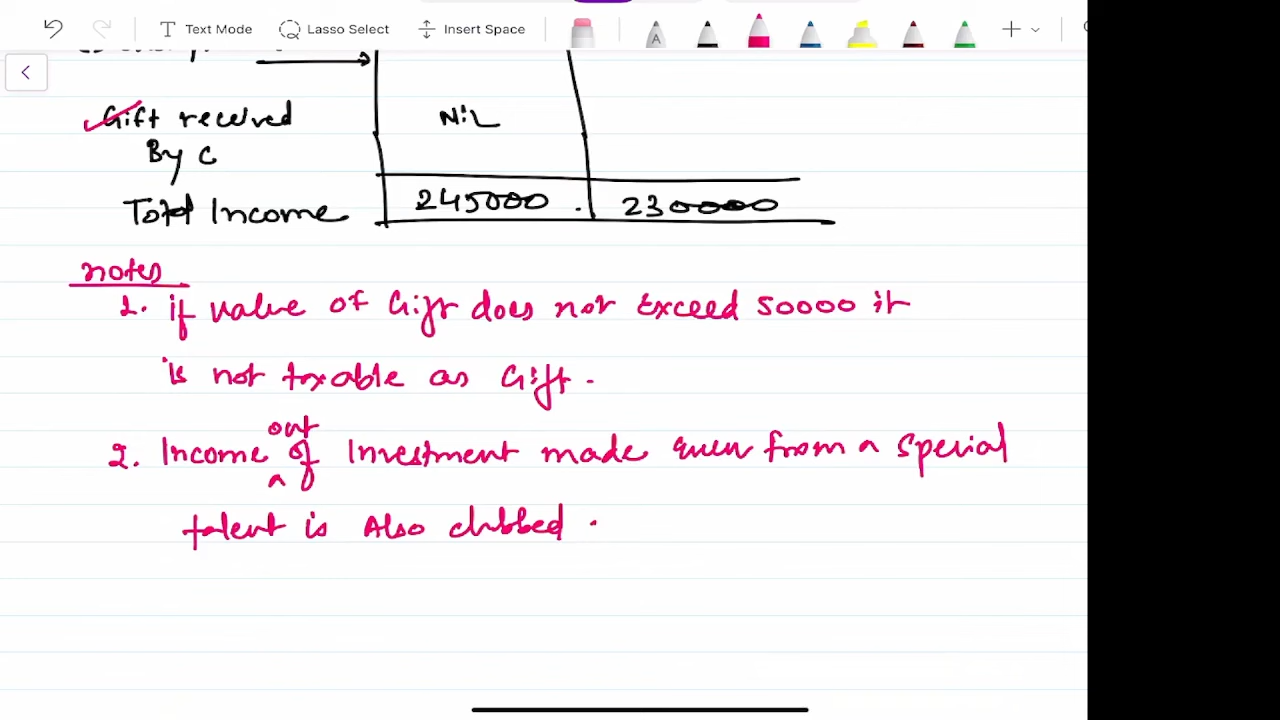 Text Mode Lasso Select Insert Space
Gift received NiL
By C
Total Income 245000 . 230000
notes
1. if value of Gift does not Exceed 50000 it
is not taxable as Gift.
out
2. Income of Investment made even from a special
talent is Also clubbed.